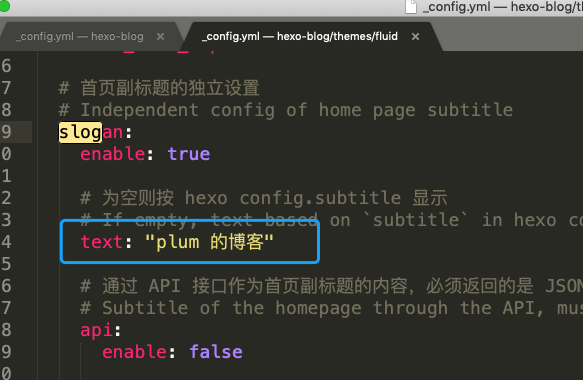 _config.yml — hexo-blog/th
_config.yml — hexo-blog × _config.yml — hexo-blog/themes/fluid ×
6
7 # 首页副标题的独立设置
8 # Independent config of home page subtitle
9 slogan:
0 enable: true
1
2 # 为空则按 hexo config.subtitle 显示
3 # If empty, text based on `subtitle` in hexo co
4 text: "plum 的博客"
5
6 # 通过 API 接口作为首页副标题的内容，必须返回的是 JSON
7 # Subtitle of the homepage through the API, mus
8 api:
9 enable: false
0